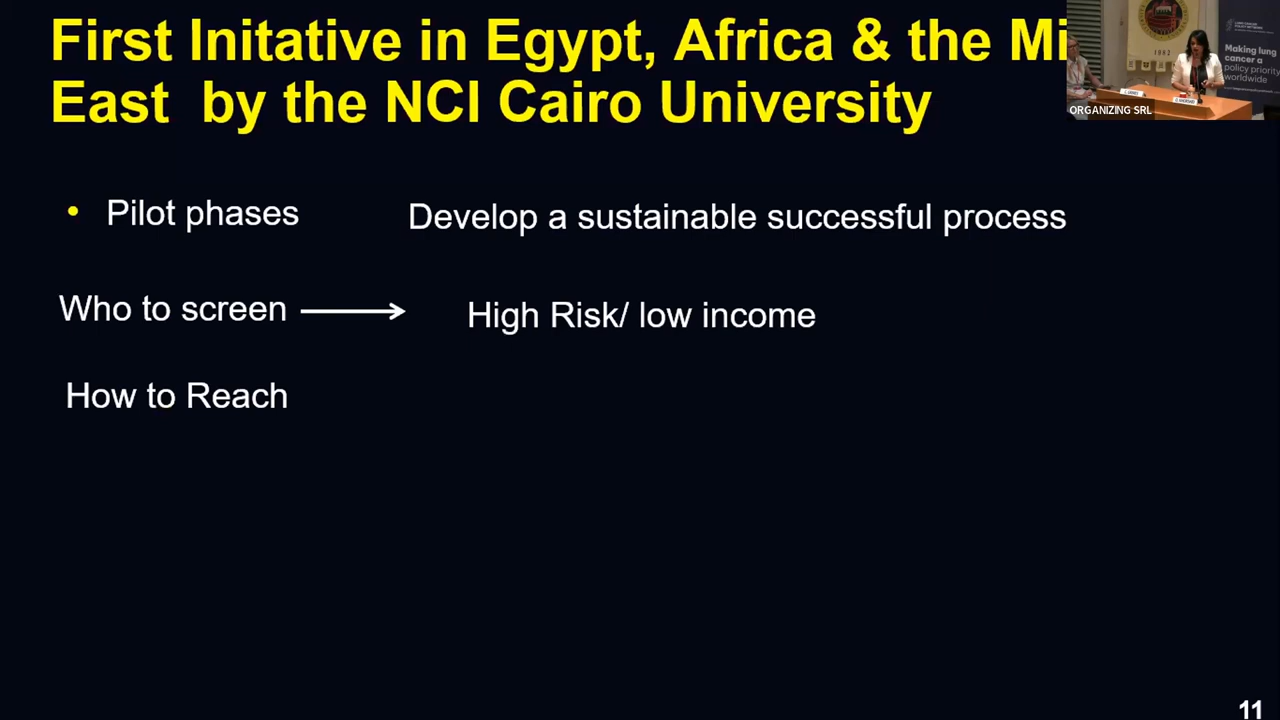 First Initative in Egypt, Africa & the Mi
East by the NCI Cairo University
ORGANIZING SRL
1992
Making lung
cancer a
policy priority
worldwide
• Pilot phases
Develop a sustainable successful process
Who to screen
High Risk/ low income
How to Reach
11